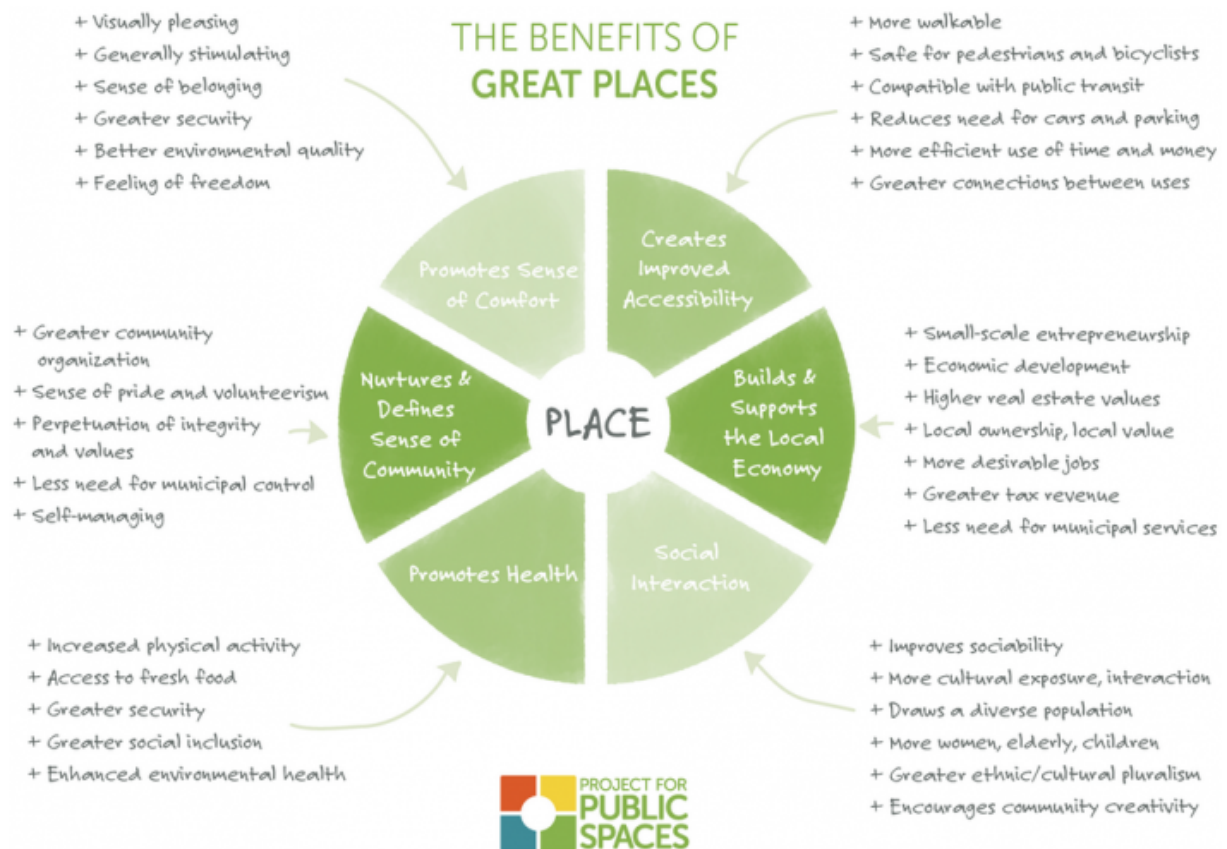 THE BENEFITS OF
GREAT PLACES
+ Visually pleasing
+ Generally stimulating
+ Sense of belonging
+ Greater security
+ Better environmental quality
+ Feeling of freedom
+ More walkable
+ Safe for pedestrians and bicyclists
+ Compatible with public transit
+ Reduces need for cars and parking
+ More efficient use of time and money
+ Greater connections between uses
Promotes Sense
of Comfort
Creates
Improved
Accessibility
+ Greater community
organization
+ Sense of pride and volunteerism
+ Perpetuation of integrity
and values
+ Less need for municipal control
+ Self-managing
Nurtures &
Defines
Sense of
Community
PLACE
Builds &
Supports
the Local
Economy
+ Small-scale entrepreneurship
+ Economic development
+ Higher real estate values
+ Local ownership, local value
+ More desirable jobs
+ Greater tax revenue
+ Less need for municipal services
Promotes Health
Social
Interaction
+ Increased physical activity
+ Access to fresh food
+ Greater security
+ Greater social inclusion
+ Enhanced environmental health
+ Improves sociability
+ More cultural exposure, interaction
+ Draws a diverse population
+ More women, elderly, children
+ Greater ethnic/cultural pluralism
+ Encourages community creativity
PROJECT FOR
PUBLIC
SPACES